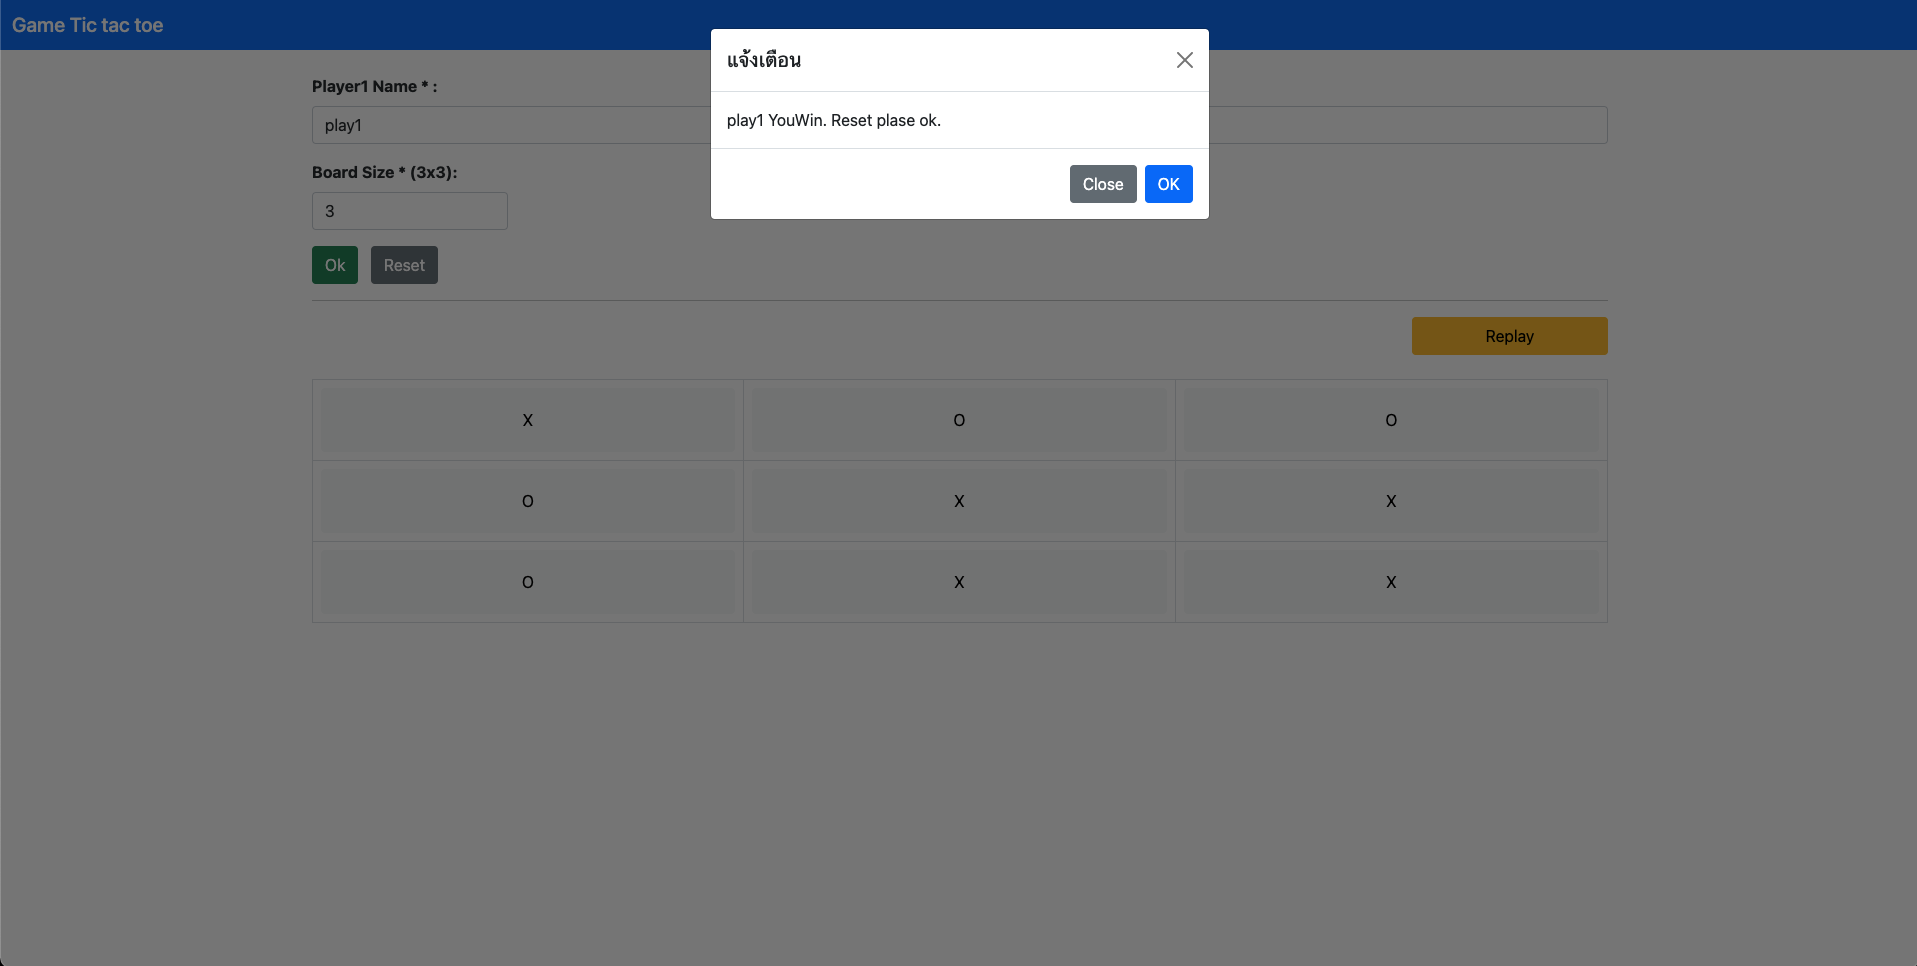 Game Tic tac toe
แจ้งเตือน
play1 YouWin. Reset plase ok.
Close OK
Player1 Name * :
play1
Board Size * (3x3):
3
Ok Reset
Replay
X O O
O X X
O X X